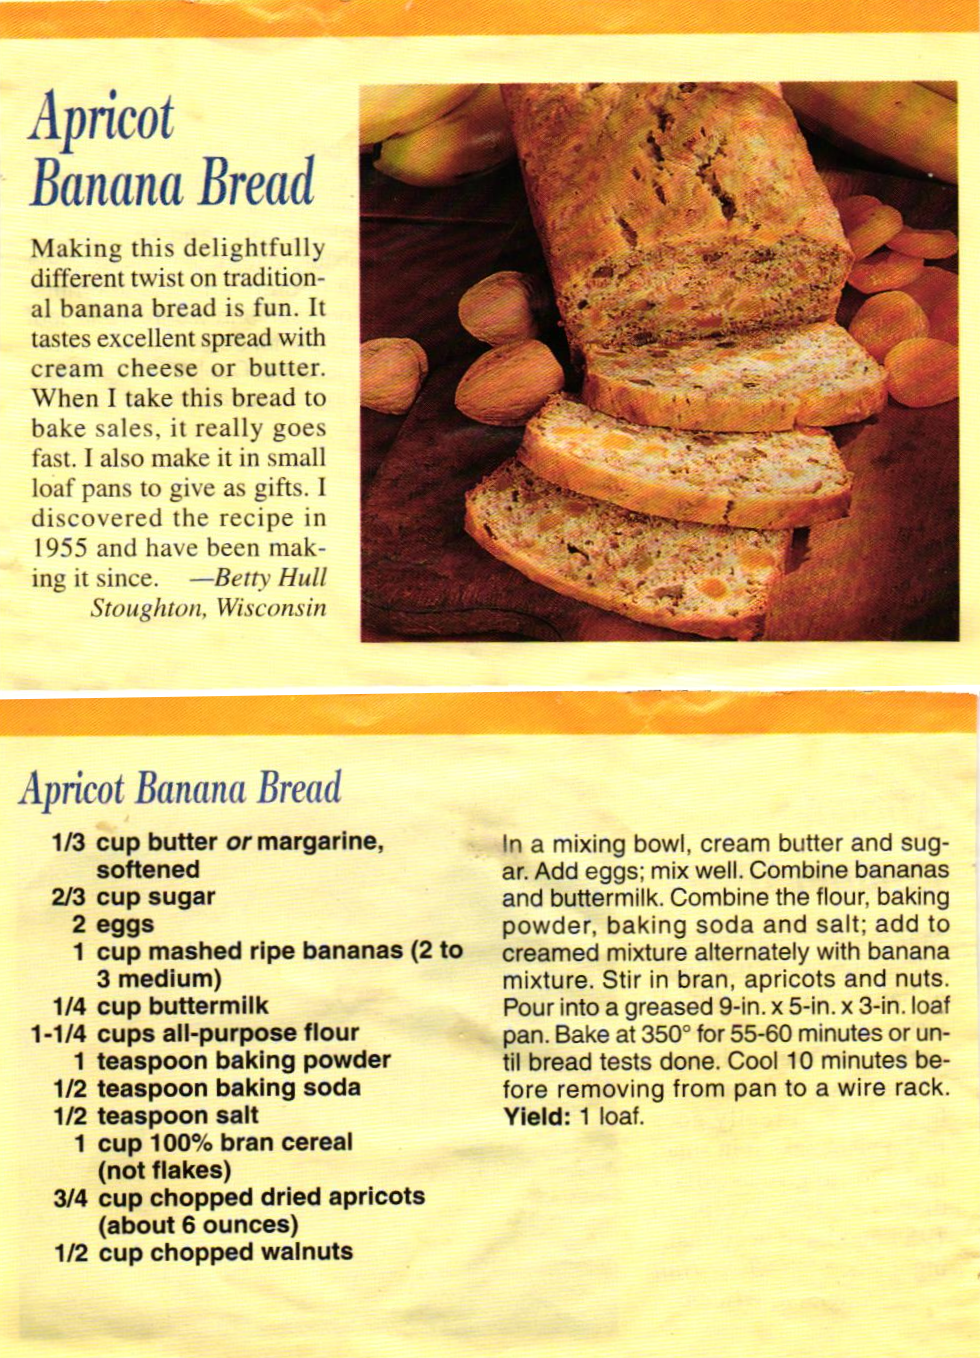 Apricot
Banana Bread
Making this delightfully
different twist on tradition-
al banana bread is fun. It
tastes excellent spread with
cream cheese or butter.
When I take this bread to
bake sales, it really goes
fast. I also make it in small
loaf pans to give as gifts. I
discovered the recipe in
1955 and have been mak-
ing it since. —Betty Hull
Stoughton, Wisconsin
Apricot Banana Bread
1/3 cup butter or margarine,
softened
2/3 cup sugar
2 eggs
1 cup mashed ripe bananas (2 to
3 medium)
1/4 cup buttermilk
1-1/4 cups all-purpose flour
1 teaspoon baking powder
1/2 teaspoon baking soda
1/2 teaspoon salt
1 cup 100% bran cereal
(not flakes)
3/4 cup chopped dried apricots
(about 6 ounces)
1/2 cup chopped walnuts
In a mixing bowl, cream butter and sug-
ar. Add eggs; mix well. Combine bananas
and buttermilk. Combine the flour, baking
powder, baking soda and salt; add to
creamed mixture alternately with banana
mixture. Stir in bran, apricots and nuts.
Pour into a greased 9-in. x 5-in. x 3-in. loaf
pan. Bake at 350° for 55-60 minutes or un-
til bread tests done. Cool 10 minutes be-
fore removing from pan to a wire rack.
Yield: 1 loaf.